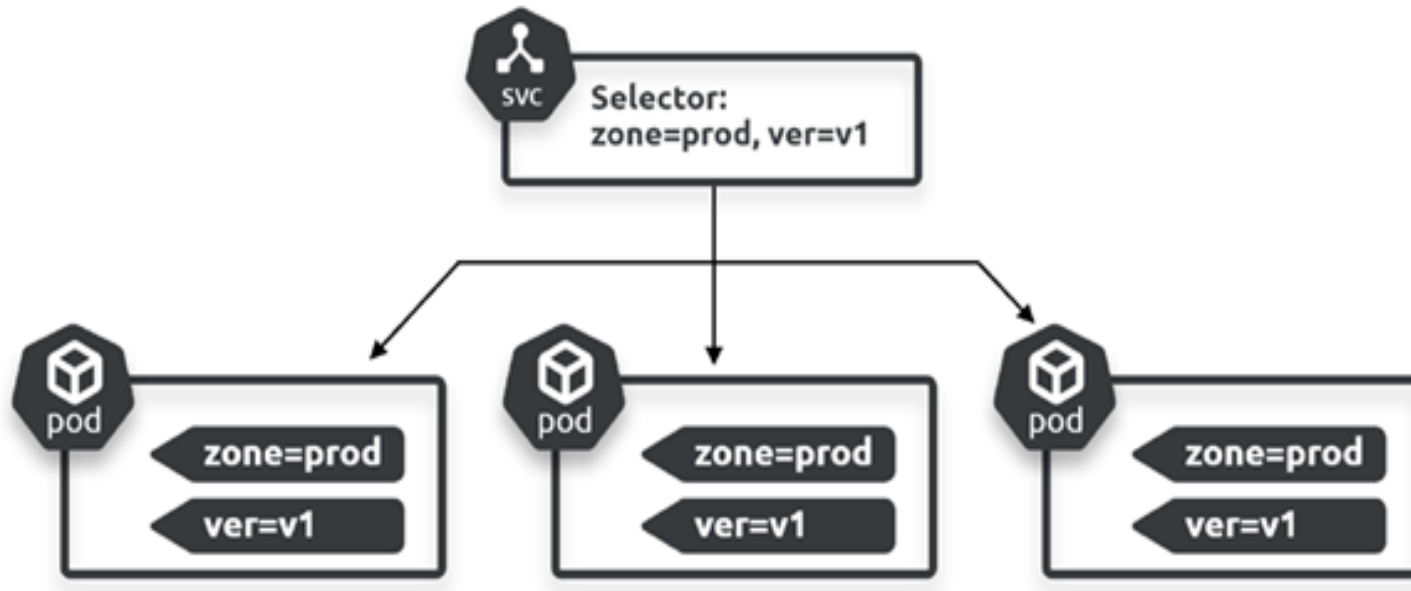 svc
Selector:
zone=prod, ver=v1
pod
zone=prod
ver=v1
pod
zone=prod
ver=v1
pod
zone=prod
ver=v1